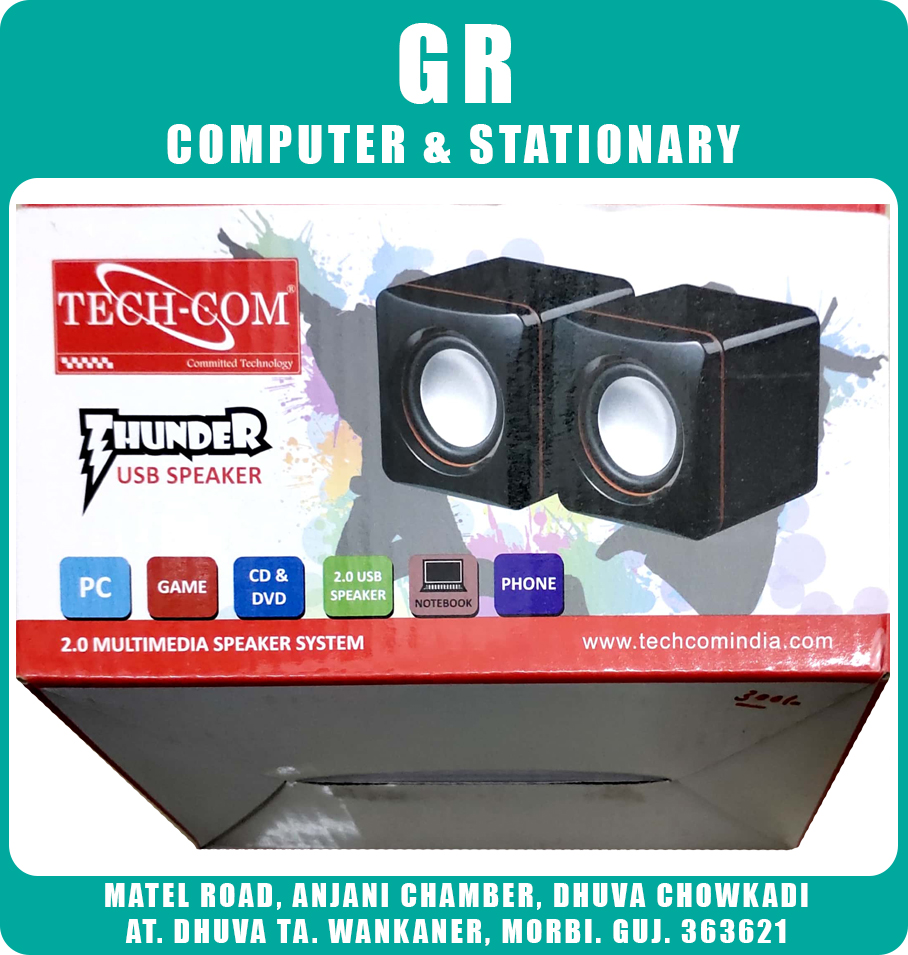 GR
COMPUTER & STATIONARY
TECH-COM®
Committed Technology
THUNDER
USB SPEAKER
PC
GAME
CD &
DVD
2.0 USB
SPEAKER
NOTEBOOK
PHONE
2.0 MULTIMEDIA SPEAKER SYSTEM
www.techcomindia.com
MATEL ROAD, ANJANI CHAMBER, DHUVA CHOWKADI
AT. DHUVA TA. WANKANER, MORBI. GUJ. 363621